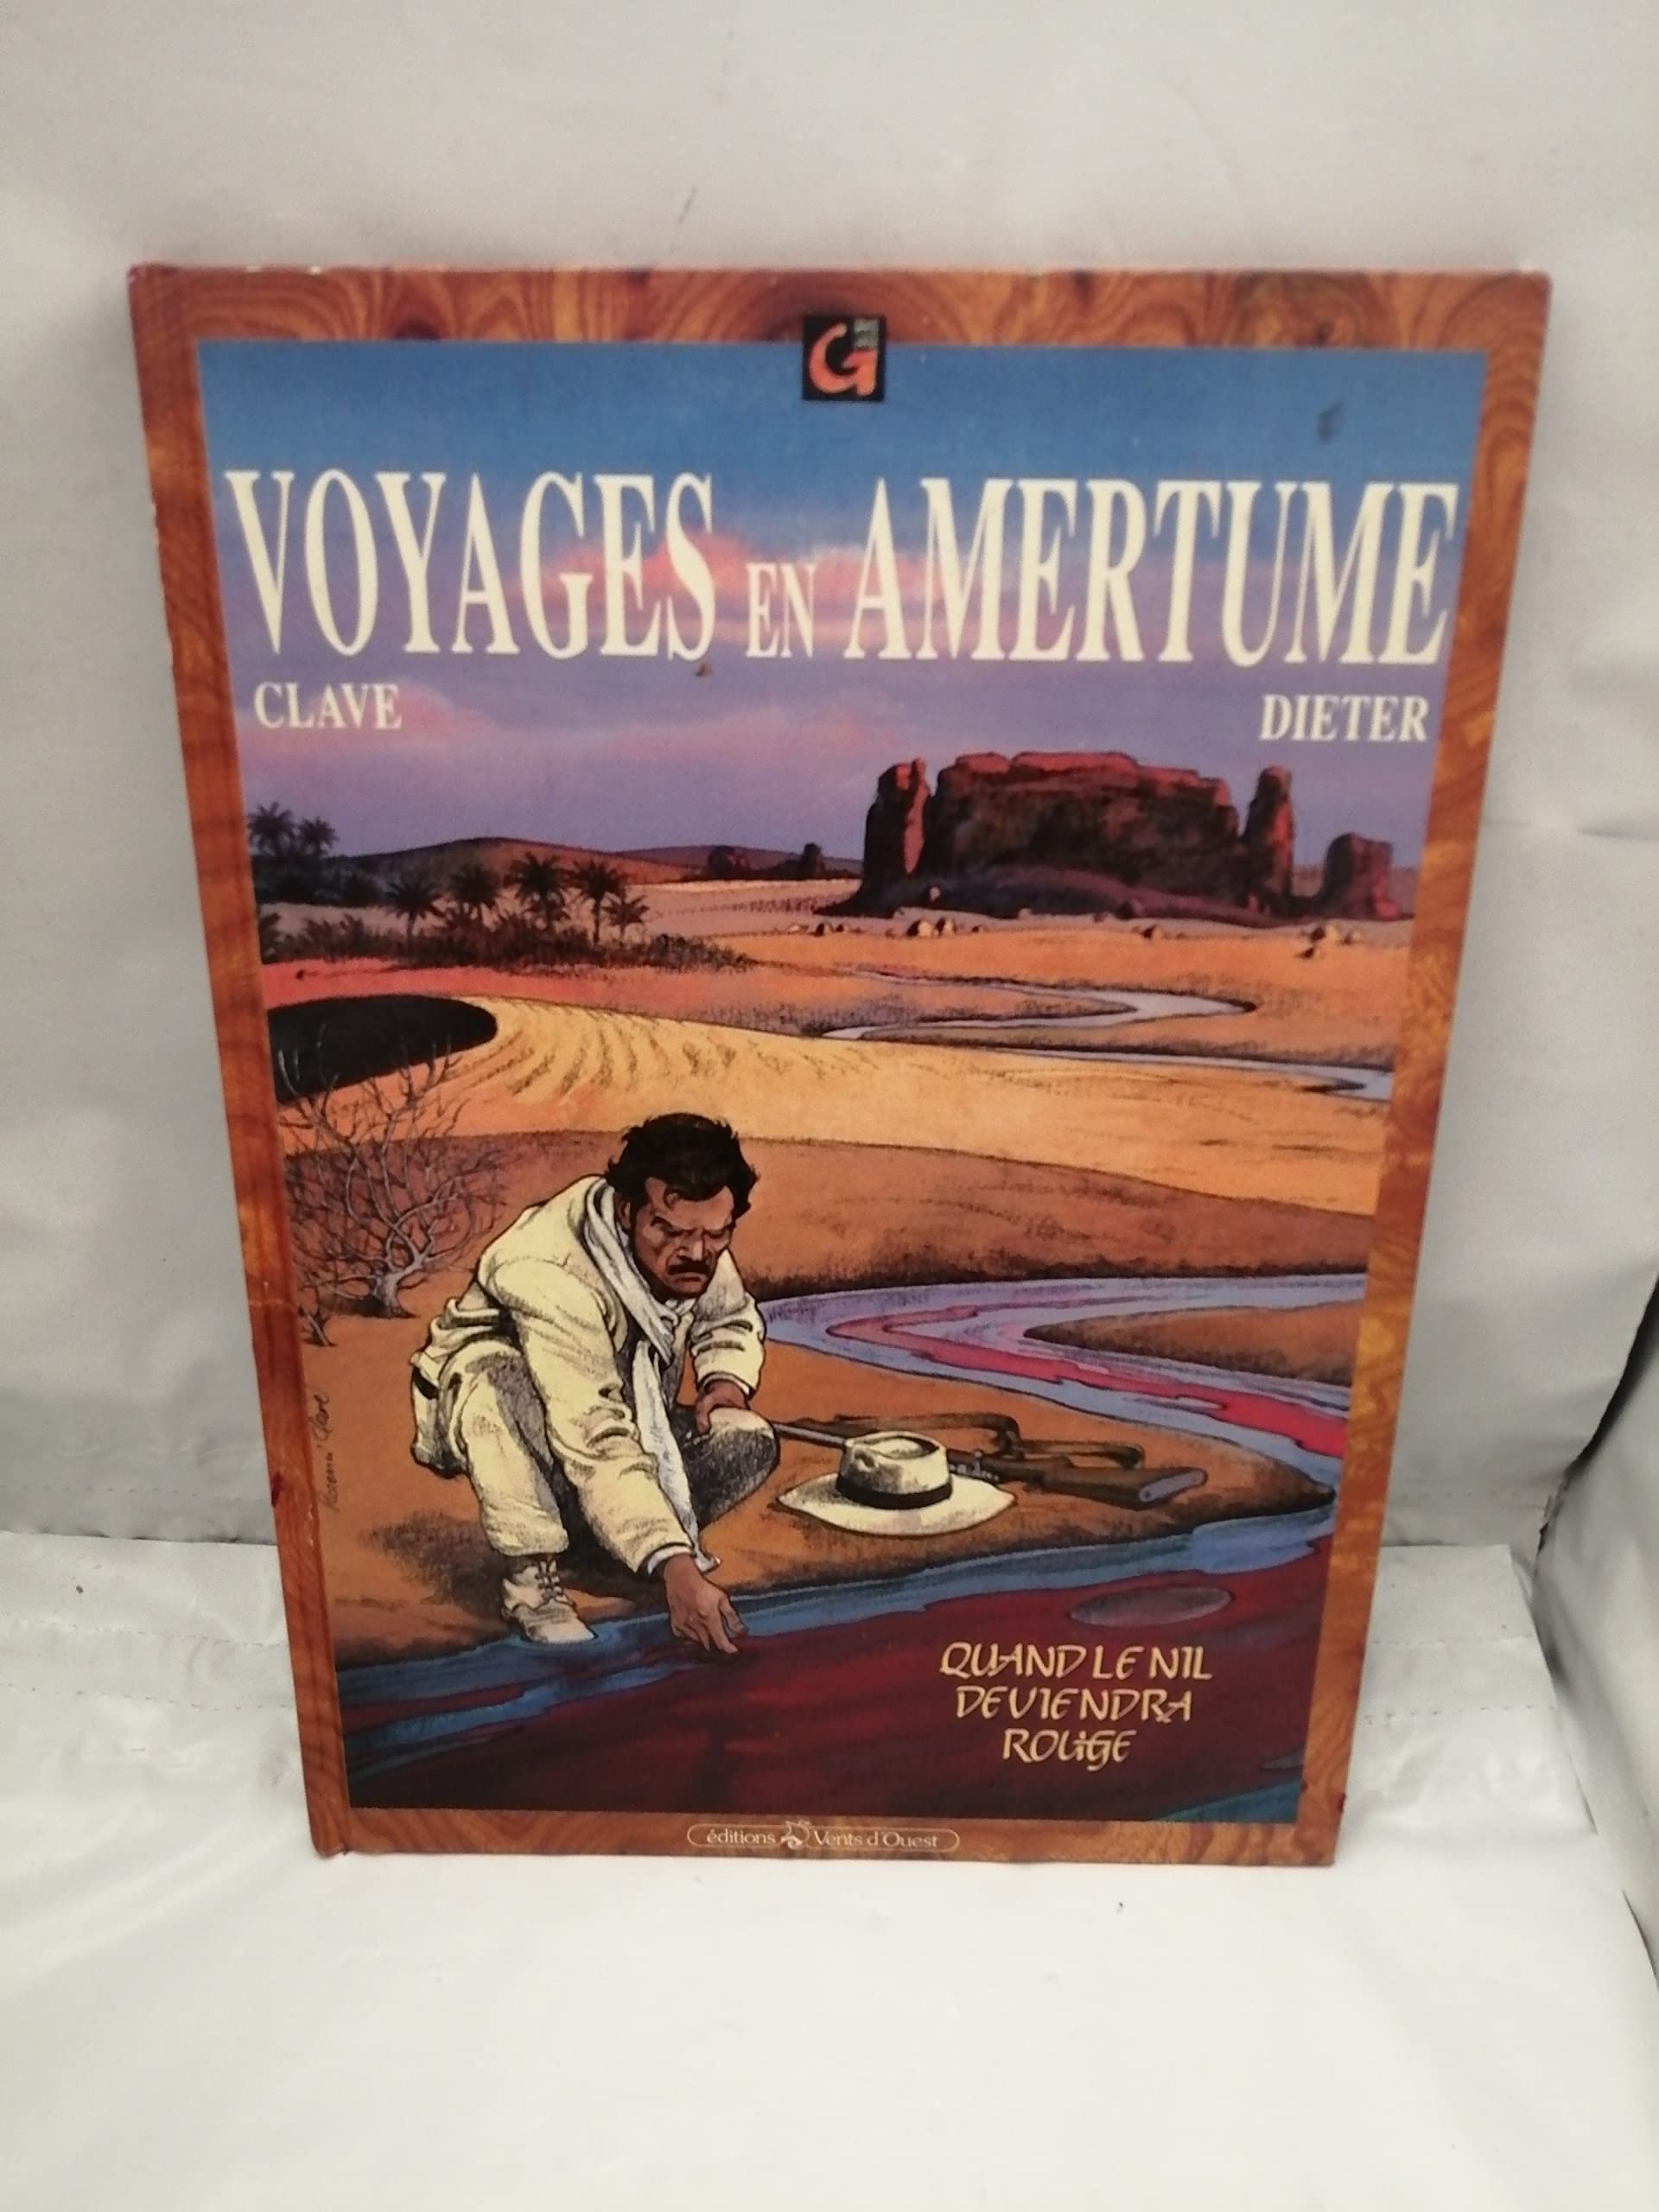 G
VOYAGES EN AMERTUME
CLAVE DIETER
QUAND LE NIL
DEVIENDRA
ROUGE
éditions Vents d'Ouest